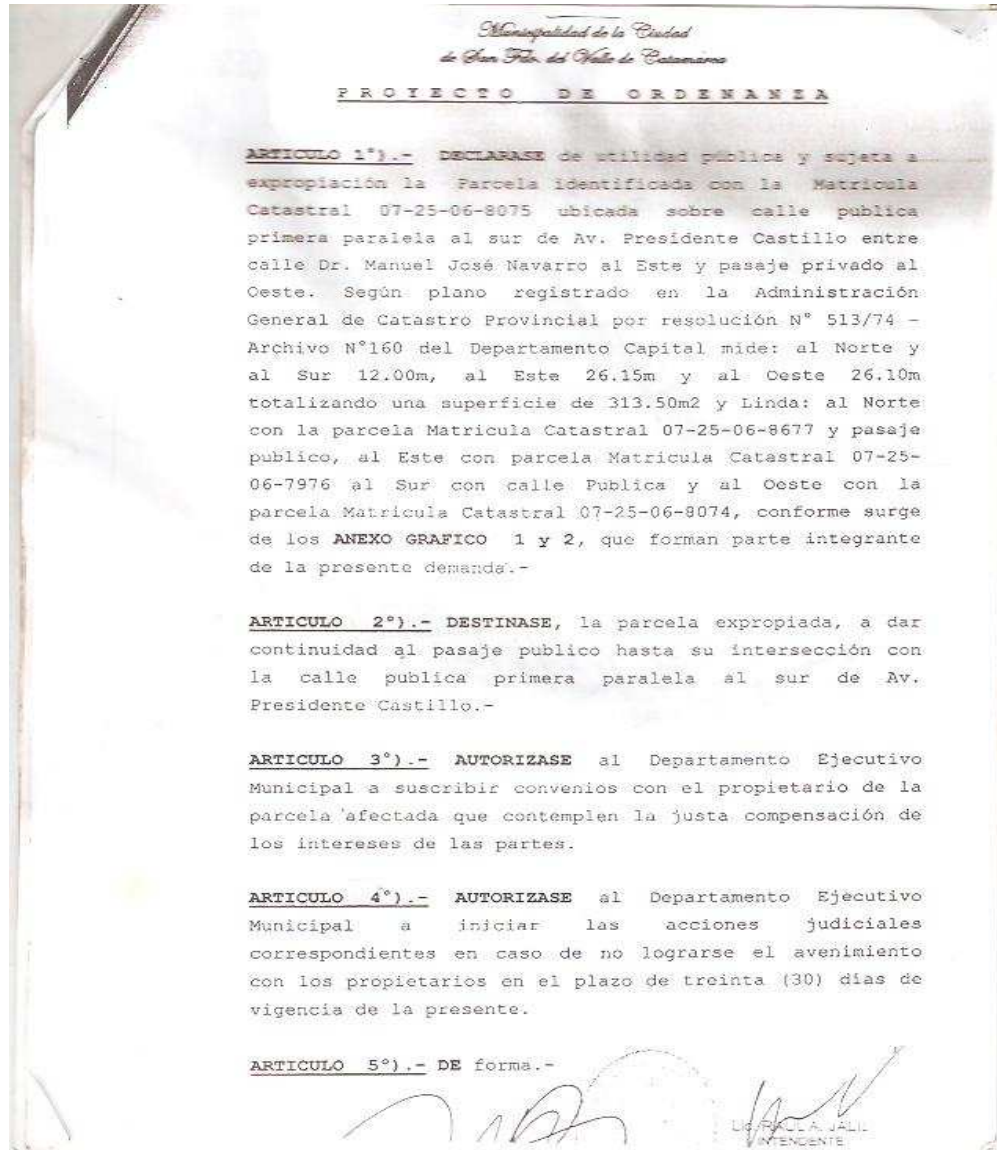 Municipalidad de la Ciudad
de San Fdo. del Valle de Catamarca
PROYECTO DE ORDENANZA
ARTICULO 1°).- DECLARASE de utilidad pública y sujeta a
expropiación la Parcela identificada con la Matricula
Catastral 07-25-06-8075 ubicada sobre calle publica
primera paralela al sur de Av. Presidente Castillo entre
calle Dr. Manuel José Navarro al Este y pasaje privado al
Oeste. Según plano registrado en la Administración
General de Catastro Provincial por resolución N° 513/74 –
Archivo N°160 del Departamento Capital mide: al Norte y
al Sur 12.00m, al Este 26.15m y al Oeste 26.10m
totalizando una superficie de 313.50m2 y Linda: al Norte
con la parcela Matricula Catastral 07-25-06-8677 y pasaje
publico, al Este con parcela Matricula Catastral 07-25-
06-7976 al Sur con calle Publica y al Oeste con la
parcela Matricula Catastral 07-25-06-8074, conforme surge
de los ANEXO GRAFICO 1 y 2, que forman parte integrante
de la presente demanda.-
ARTICULO 2°).- DESTINASE, la parcela expropiada, a dar
continuidad al pasaje publico hasta su intersección con
la calle publica primera paralela al sur de Av.
Presidente Castillo.-
ARTICULO 3°).- AUTORIZASE al Departamento Ejecutivo
Municipal a suscribir convenios con el propietario de la
parcela afectada que contemplen la justa compensación de
los intereses de las partes.
ARTICULO 4°).- AUTORIZASE al Departamento Ejecutivo
Municipal a iniciar las acciones judiciales
correspondientes en caso de no lograrse el avenimiento
con los propietarios en el plazo de treinta (30) días de
vigencia de la presente.
ARTICULO 5°).- DE forma.-
Lic. RAUL A. JALIL
INTENDENTE